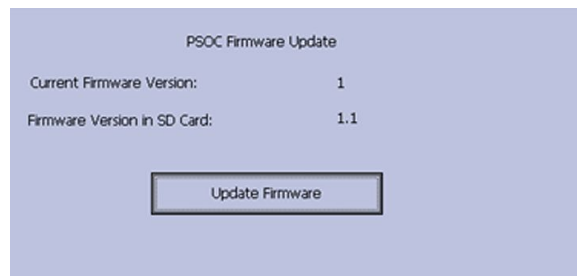 PSOC Firmware Update
Current Firmware Version: 1
Firmware Version in SD Card: 1.1
Update Firmware